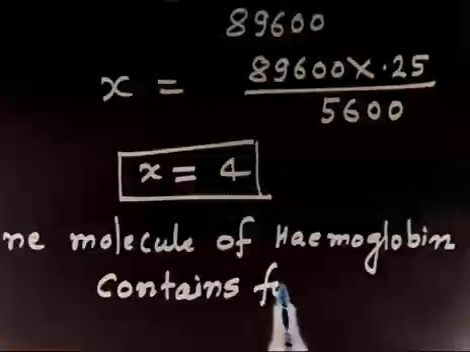 89600
x = 89600×.25
5600
x = 4
ne molecule of Haemoglobin
Contains f